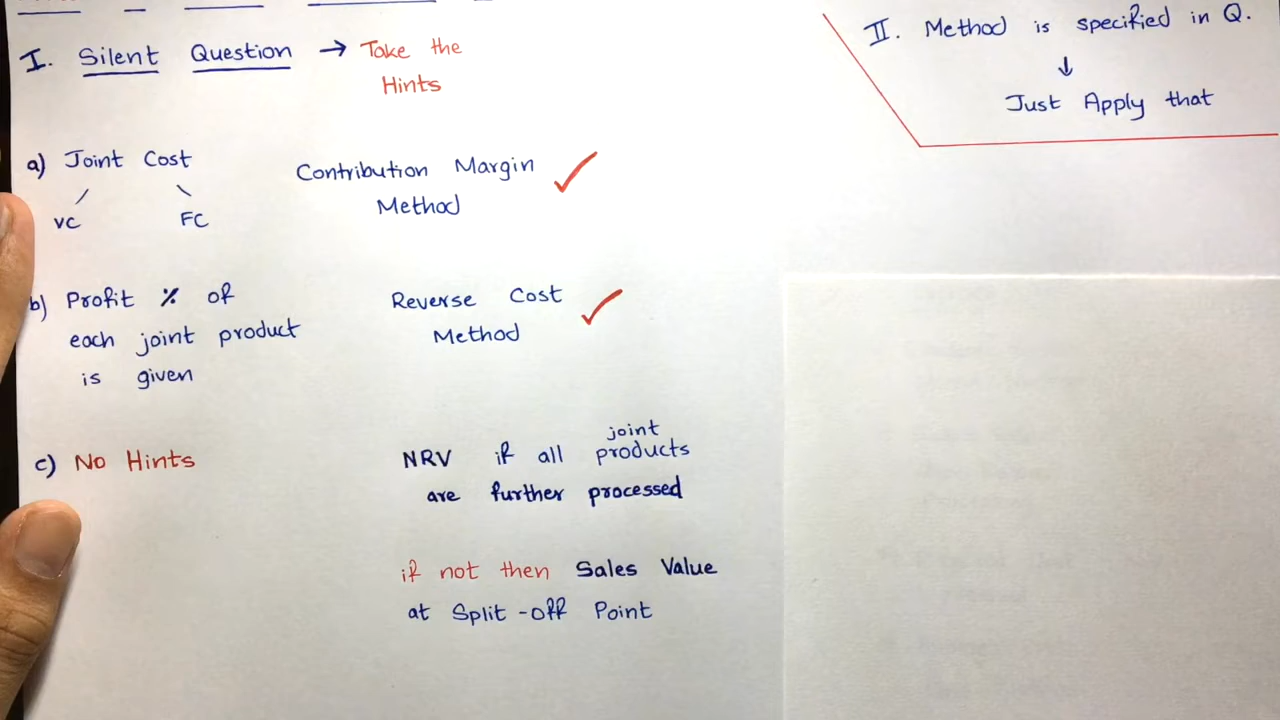 I. Silent Question → Take the
Hints
II. Method is specified in Q.
↓
Just Apply that
a) Joint Cost
VC FC
Contribution Margin
Method ✓
b) Profit % of
each joint product
is given
Reverse Cost
Method ✓
c) No Hints
NRV if all joint products
are further processed
if not then Sales Value
at Split-off Point